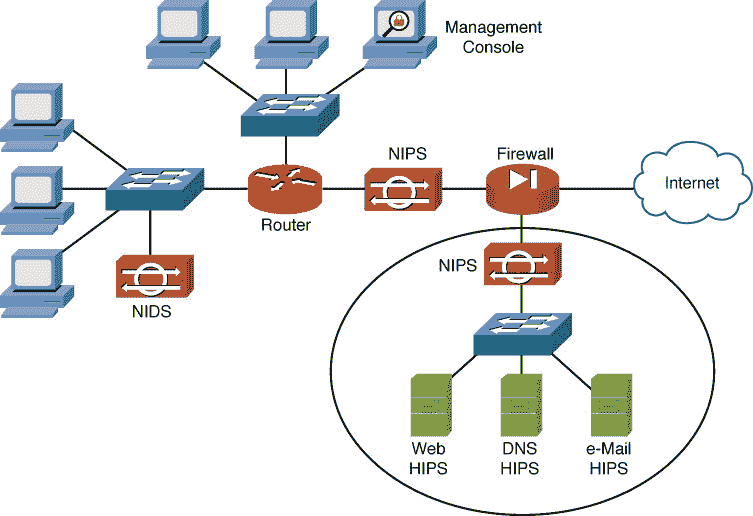 Management
Console
NIPS
Firewall
Internet
Router
NIPS
NIDS
Web
HIPS
DNS
HIPS
e-Mail
HIPS